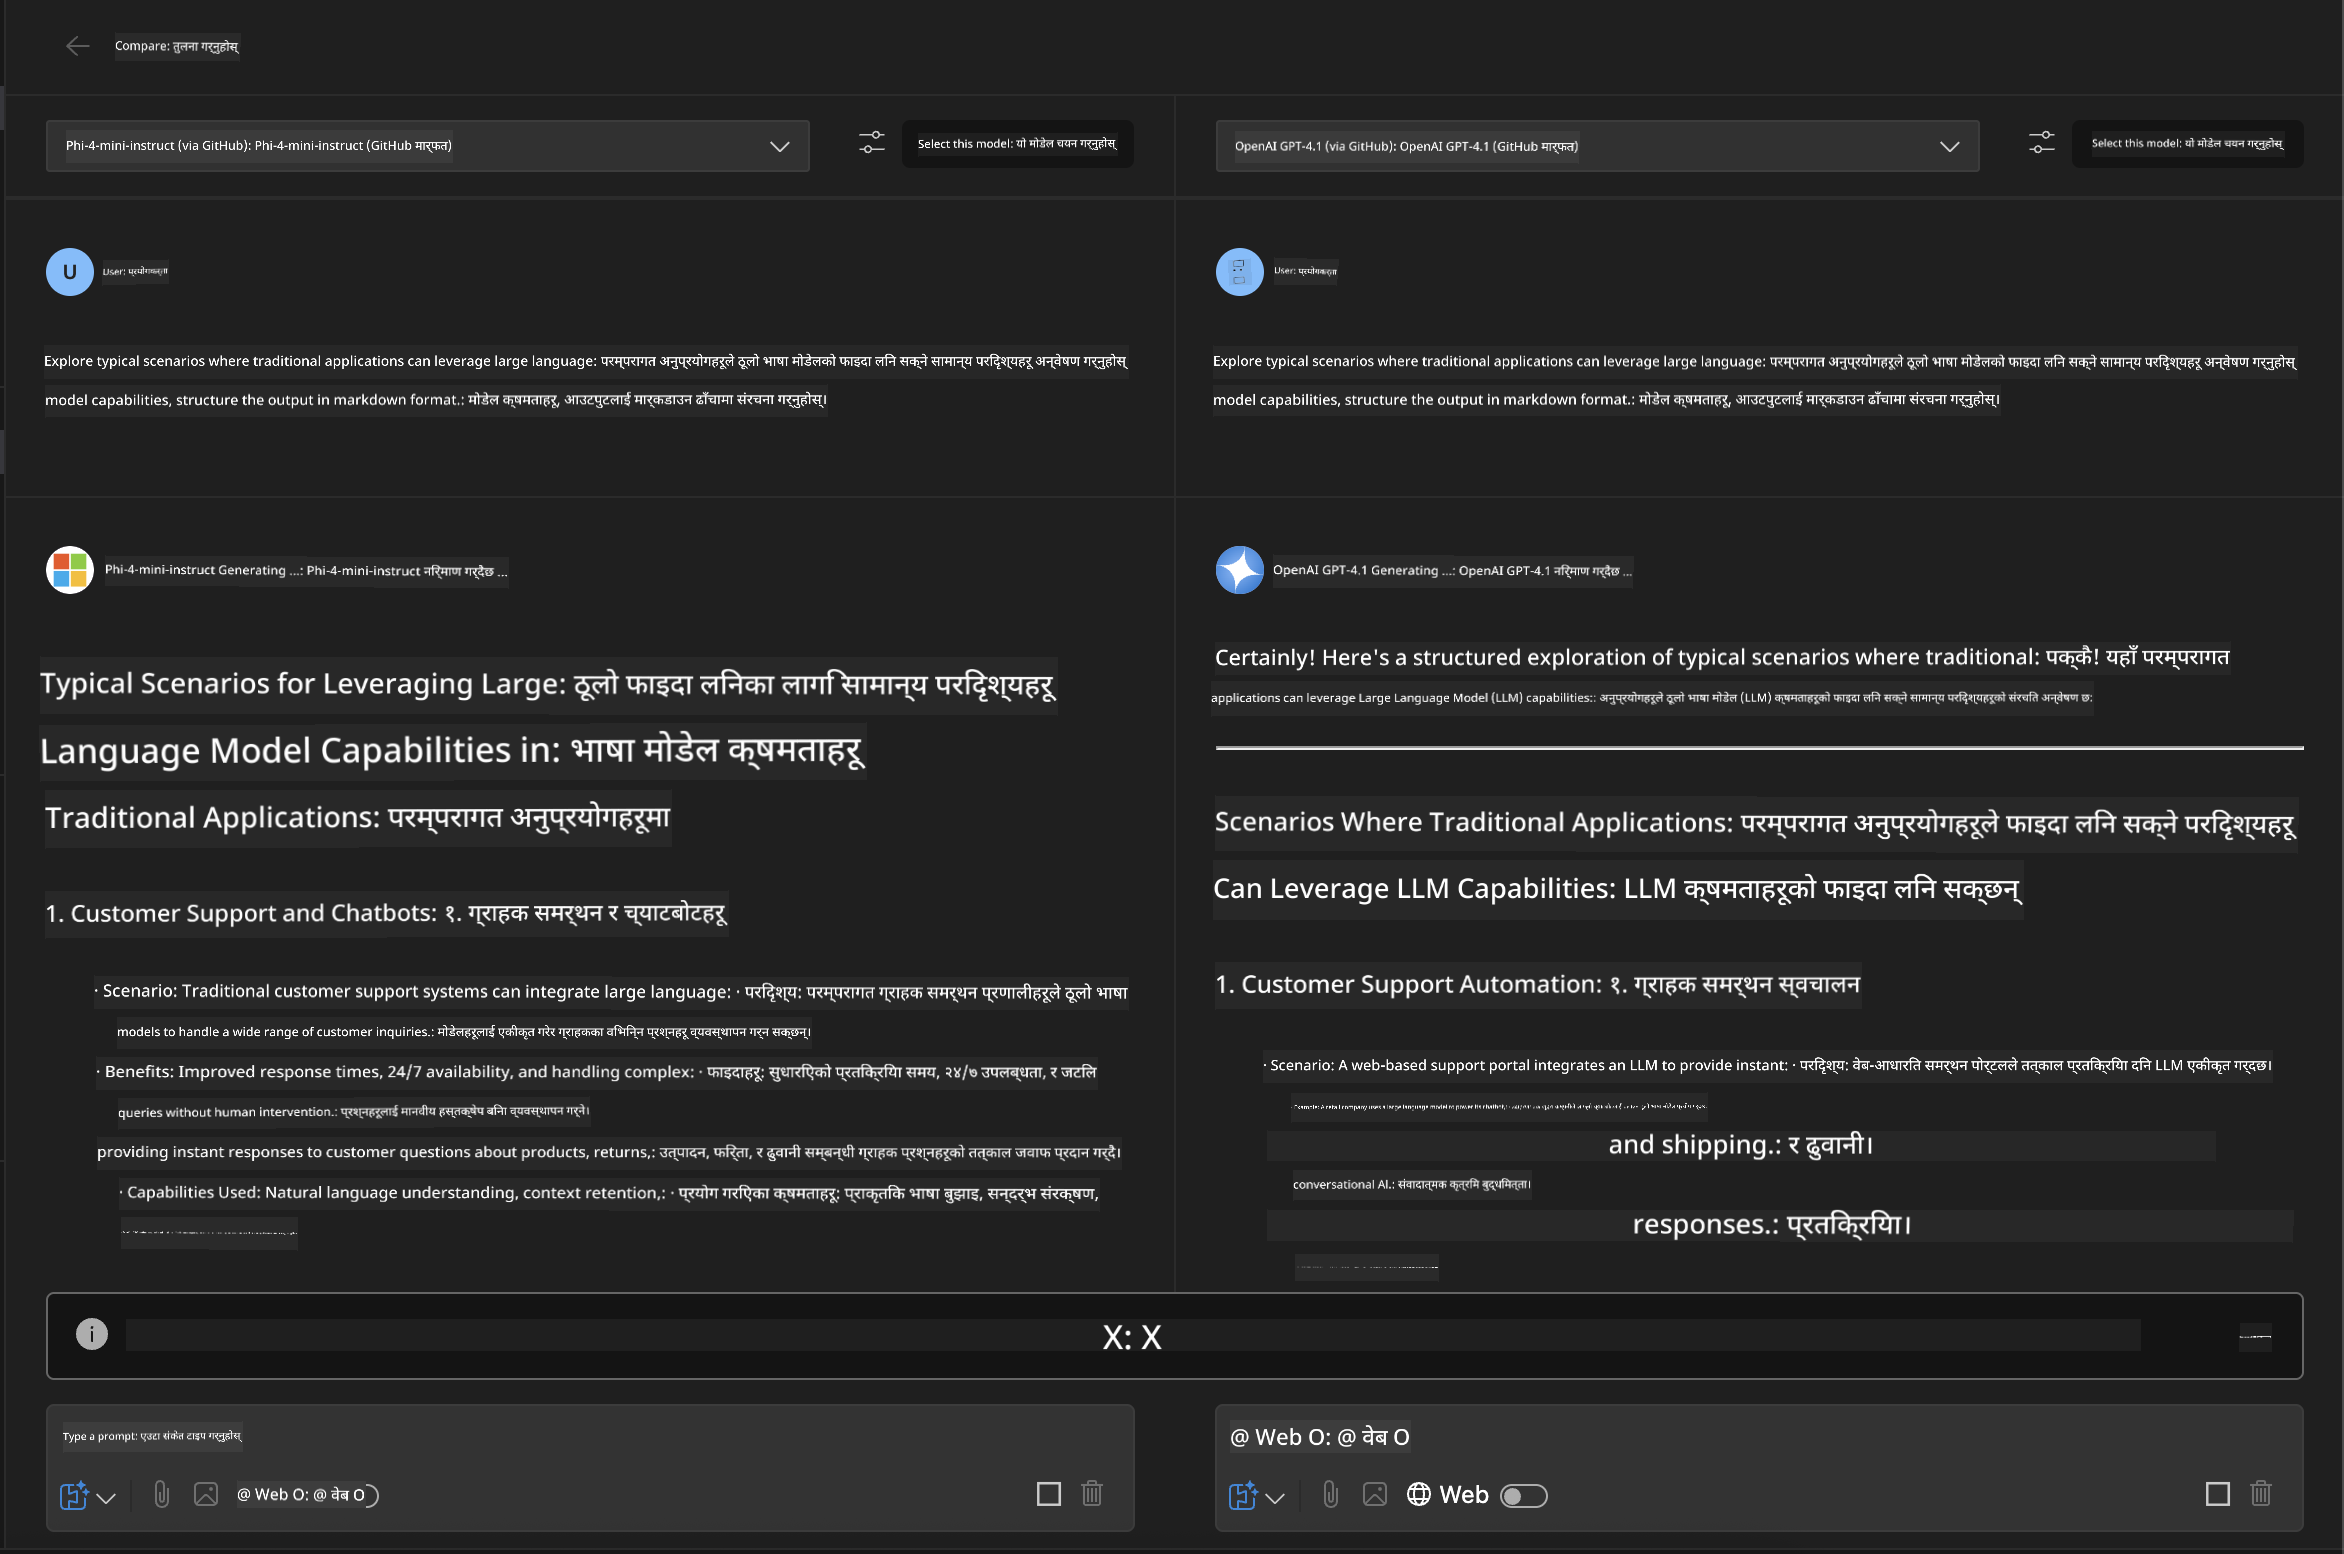 Compare: तुलना गर्नुहोस्
Phi-4-mini-instruct (via GitHub): Phi-4-mini-instruct (GitHub मार्फत)
Select this model: यो मोडेल चयन गर्नुहोस्
OpenAI GPT-4.1 (via GitHub): OpenAI GPT-4.1 (GitHub मार्फत)
Select this model: यो मोडेल चयन गर्नुहोस्
U
User: प्रयोगकर्ता
Explore typical scenarios where traditional applications can leverage large language: परम्परागत अनुप्रयोगहरूले ठूलो भाषा मोडेलको फाइदा लिन सक्ने सामान्य परिदृश्यहरू अन्वेषण गर्नुहोस्
model capabilities, structure the output in markdown format.: मोडेल क्षमताहरू, आउटपुटलाई मार्कडाउन ढाँचामा संरचना गर्नुहोस्।
Phi-4-mini-instruct Generating ...: Phi-4-mini-instruct निर्माण गर्दैछ ...
Typical Scenarios for Leveraging Large: ठूलो फाइदा लिनका लागि सामान्य परिदृश्यहरू
Language Model Capabilities in: भाषा मोडेल क्षमताहरू
Traditional Applications: परम्परागत अनुप्रयोगहरूमा
1. Customer Support and Chatbots: १. ग्राहक समर्थन र च्याटबोटहरू
· Scenario: Traditional customer support systems can integrate large language: · परिदृश्य: परम्परागत ग्राहक समर्थन प्रणालीहरूले ठूलो भाषा
models to handle a wide range of customer inquiries.: मोडेलहरूलाई एकीकृत गरेर ग्राहकका विभिन्न प्रश्नहरू व्यवस्थापन गर्न सक्छन्।
· Benefits: Improved response times, 24/7 availability, and handling complex: · फाइदाहरू: सुधारिएको प्रतिक्रिया समय, २४/७ उपलब्धता, र जटिल
queries without human intervention.: प्रश्नहरूलाई मानवीय हस्तक्षेप बिना व्यवस्थापन गर्ने।
providing instant responses to customer questions about products, returns,: उत्पादन, फिर्ता, र ढुवानी सम्बन्धी ग्राहक प्रश्नहरूको तत्काल जवाफ प्रदान गर्दै।
· Capabilities Used: Natural language understanding, context retention,: · प्रयोग गरिएका क्षमताहरू: प्राकृतिक भाषा बुझाइ, सन्दर्भ संरक्षण,
User: प्रयोगकर्ता
Explore typical scenarios where traditional applications can leverage large language: परम्परागत अनुप्रयोगहरूले ठूलो भाषा मोडेलको फाइदा लिन सक्ने सामान्य परिदृश्यहरू अन्वेषण गर्नुहोस्
model capabilities, structure the output in markdown format.: मोडेल क्षमताहरू, आउटपुटलाई मार्कडाउन ढाँचामा संरचना गर्नुहोस्।
OpenAI GPT-4.1 Generating ...: OpenAI GPT-4.1 निर्माण गर्दैछ ...
Certainly! Here's a structured exploration of typical scenarios where traditional: पक्कै! यहाँ परम्परागत
applications can leverage Large Language Model (LLM) capabilities:: अनुप्रयोगहरूले ठूलो भाषा मोडेल (LLM) क्षमताहरूको फाइदा लिन सक्ने सामान्य परिदृश्यहरूको संरचित अन्वेषण छ:
Scenarios Where Traditional Applications: परम्परागत अनुप्रयोगहरूले फाइदा लिन सक्ने परिदृश्यहरू
Can Leverage LLM Capabilities: LLM क्षमताहरूको फाइदा लिन सक्छन्
1. Customer Support Automation: १. ग्राहक समर्थन स्वचालन
· Scenario: A web-based support portal integrates an LLM to provide instant: · परिदृश्य: वेब-आधारित समर्थन पोर्टलले तत्काल प्रतिक्रिया दिन LLM एकीकृत गर्दछ।
· Example: A retail company uses a large language model to power its chatbot,:
and shipping.: र ढुवानी।
conversational AI.: संवादात्मक कृत्रिम बुद्धिमत्ता।
responses.: प्रतिक्रिया।
X: X
Type a prompt: एउटा संकेत टाइप गर्नुहोस्
@ Web O: @ वेब O
@ Web O: @ वेब O
Web